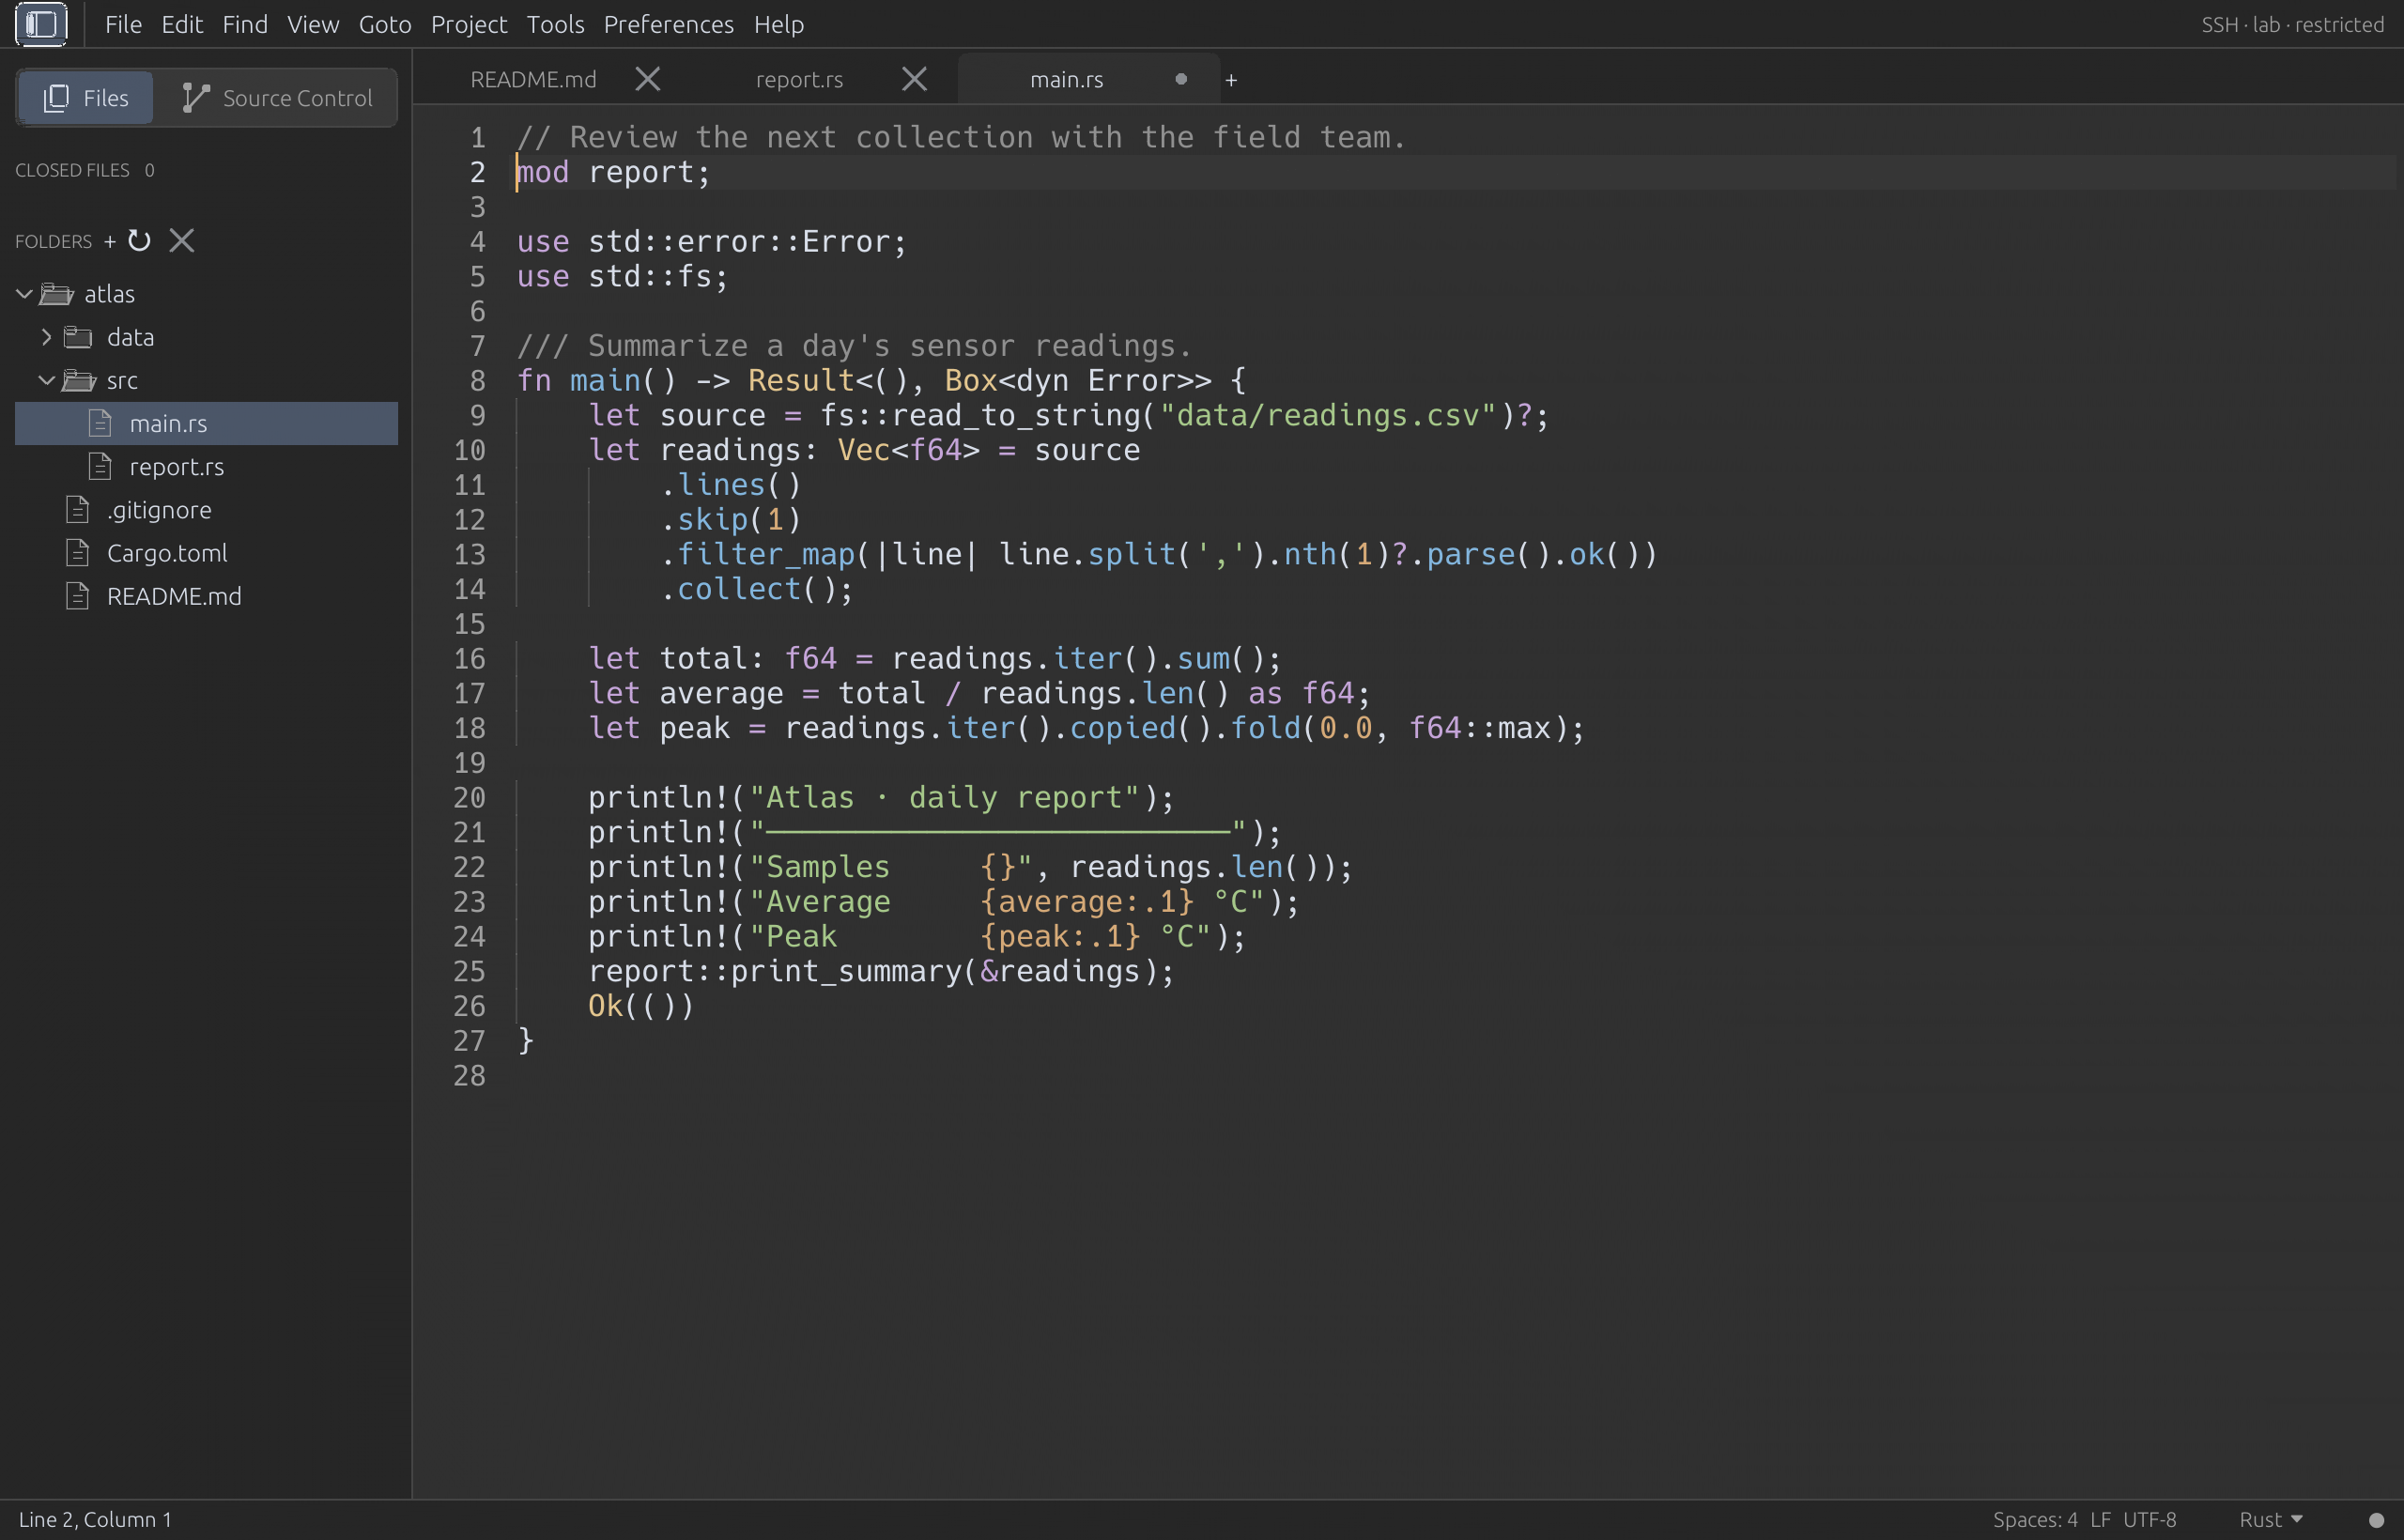 File Edit Find View Goto Project Tools Preferences Help
SSH · lab · restricted
Files Source Control
CLOSED FILES 0
FOLDERS +
atlas
data
src
main.rs
report.rs
.gitignore
Cargo.toml
README.md
README.md report.rs main.rs +
1 // Review the next collection with the field team.
2 mod report;
3
4 use std::error::Error;
5 use std::fs;
6
7 /// Summarize a day's sensor readings.
8 fn main() -> Result<(), Box<dyn Error>> {
9     let source = fs::read_to_string("data/readings.csv")?;
10     let readings: Vec<f64> = source
11         .lines()
12         .skip(1)
13         .filter_map(|line| line.split(',').nth(1)?.parse().ok())
14         .collect();
15
16     let total: f64 = readings.iter().sum();
17     let average = total / readings.len() as f64;
18     let peak = readings.iter().copied().fold(0.0, f64::max);
19
20     println!("Atlas · daily report");
21     println!("──────────────────────────");
22     println!("Samples     {}", readings.len());
23     println!("Average     {average:.1} °C");
24     println!("Peak        {peak:.1} °C");
25     report::print_summary(&readings);
26     Ok(())
27 }
28
Line 2, Column 1
Spaces: 4 LF UTF-8 Rust